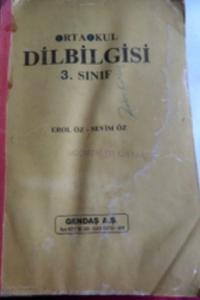 ORTAOKUL
DİLBİLGİSİ
3. SINIF
EROL ÖZ - SEVİM ÖZ
GENDAŞ A.Ş.